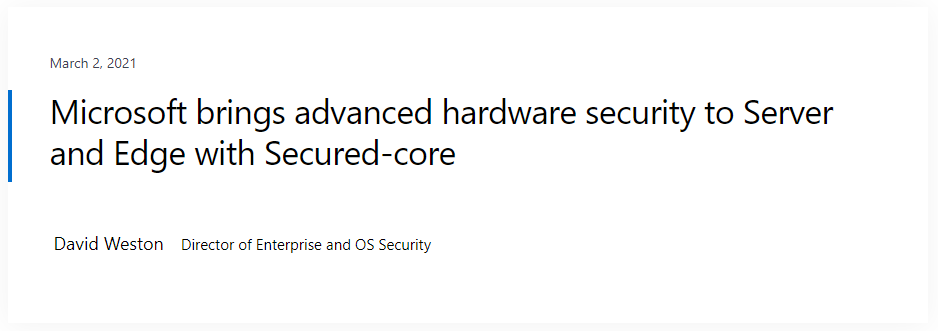 March 2, 2021
Microsoft brings advanced hardware security to Server
and Edge with Secured-core
David Weston Director of Enterprise and OS Security